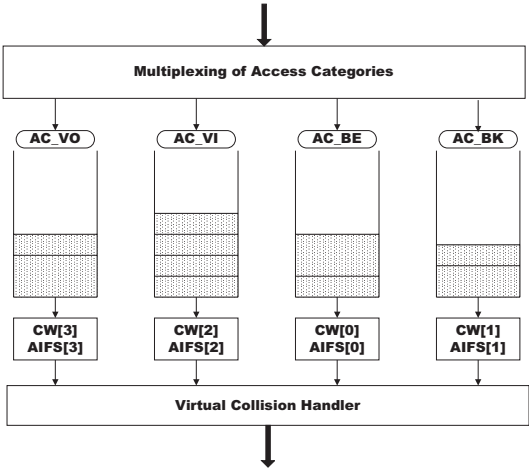 Multiplexing of Access Categories
AC_VO
AC_VI
AC_BE
AC_BK
CW[3]
AIFS[3]
CW[2]
AIFS[2]
CW[0]
AIFS[0]
CW[1]
AIFS[1]
Virtual Collision Handler